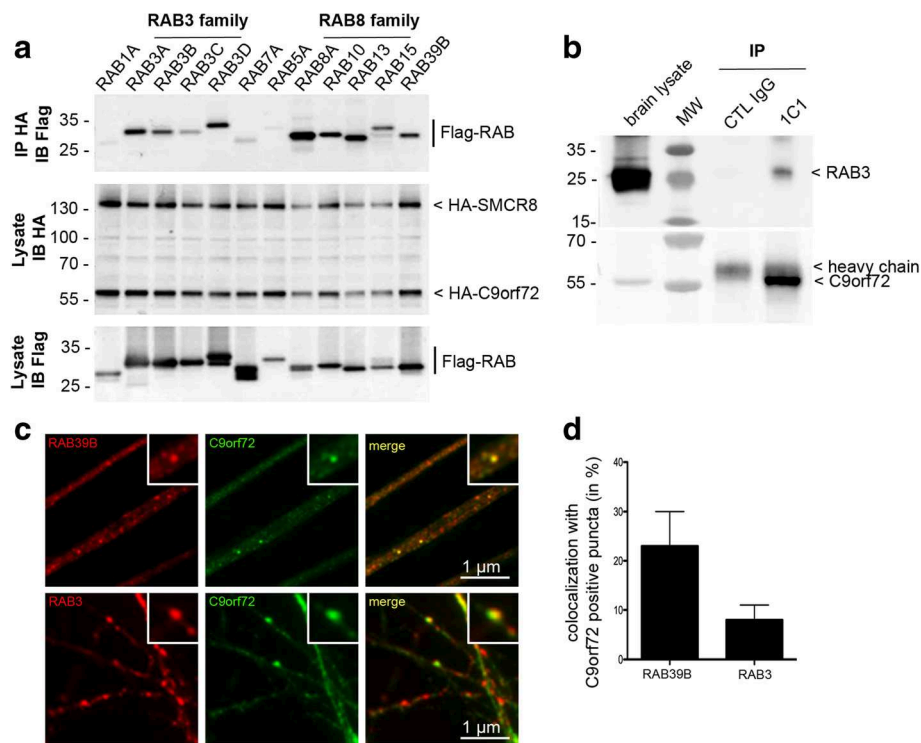 a
RAB3 family
RAB8 family
RAB1A
RAB3A
RAB3B
RAB3C
RAB3D
RAB7A
RAB5A
RAB8A
RAB10
RAB13
RAB15
RAB39B
IP HA
IB Flag
35 -
25 -
Flag-RAB
Lysate
IB HA
130 -
100 -
70 -
55 -
< HA-SMCR8
< HA-C9orf72
Lysate
IB Flag
35 -
25 -
Flag-RAB
b
IP
brain lysate
MW
CTL IgG
1C1
35 -
25 -
15-
70 -
55 -
< RAB3
< heavy chain
< C9orf72
c
RAB39B
C9orf72
merge
1 µm
RAB3
C9orf72
merge
1 µm
d
colocalization with
C9orf72 positive puncta (in %)
40
30
20
10
0
RAB39B
RAB3